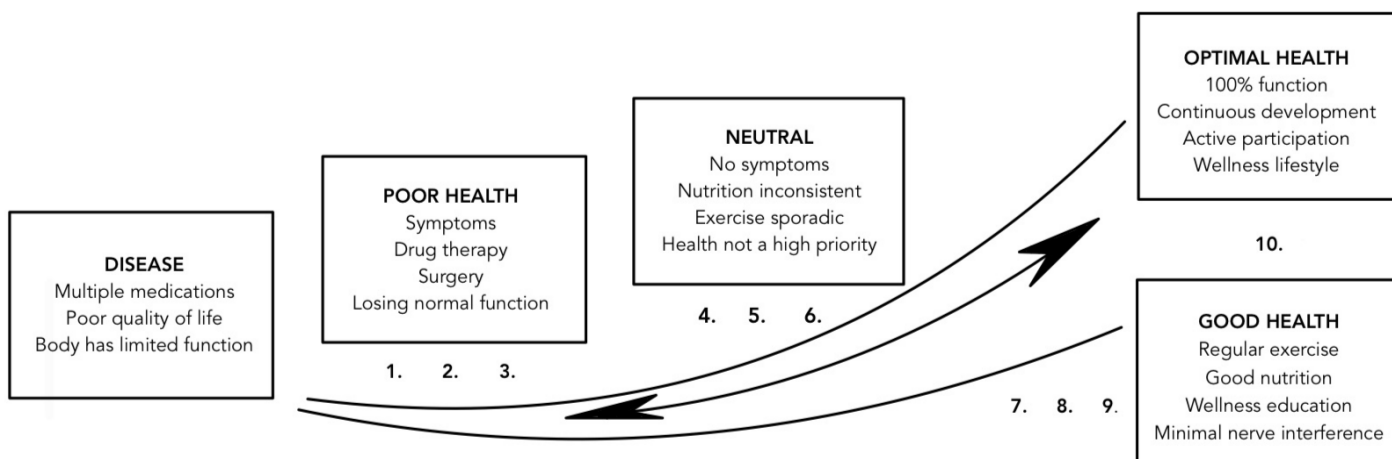 DISEASE
Multiple medications
Poor quality of life
Body has limited function
POOR HEALTH
Symptoms
Drug therapy
Surgery
Losing normal function
1. 2. 3.
NEUTRAL
No symptoms
Nutrition inconsistent
Exercise sporadic
Health not a high priority
4. 5. 6.
OPTIMAL HEALTH
100% function
Continuous development
Active participation
Wellness lifestyle
10.
GOOD HEALTH
Regular exercise
Good nutrition
Wellness education
Minimal nerve interference
7. 8. 9.